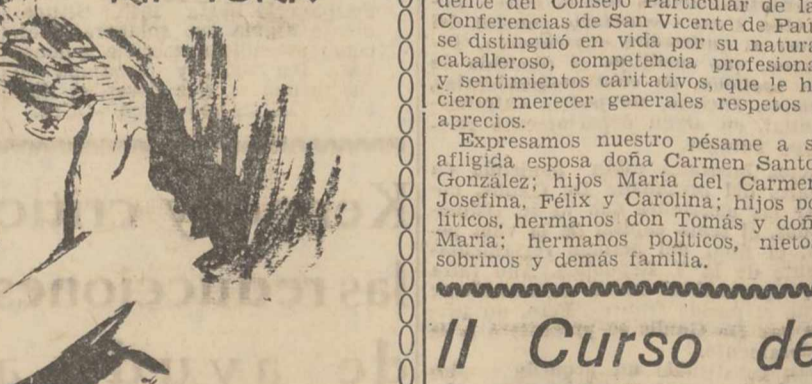 dente del Consejo Particular de la
Conferencias de San Vicente de Paú
se distinguió en vida por su natura
caballeroso, competencia profesiona
y sentimientos caritativos, que le h
cieron merecer generales respetos
aprecios.
Expresamos nuestro pésame a s
afligida esposa doña Carmen Santo
González; hijos María del Carmen
Josefina, Félix y Carolina; hijos po
líticos, hermanos don Tomás y doñ
María; hermanos políticos, nieto
sobrinos y demás familia.
II Curso de